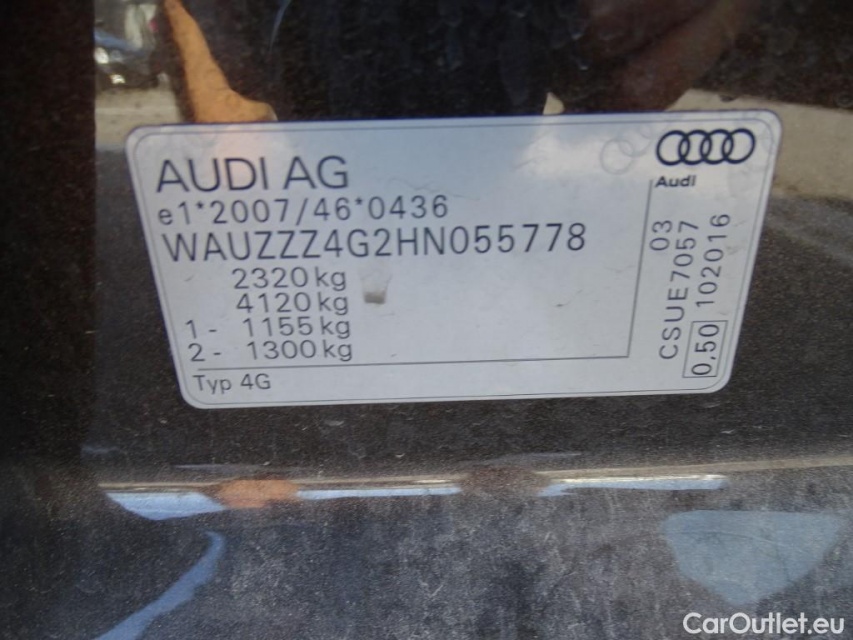 AUDI AG
e1*2007/46*0436
WAUZZZ4G2HN055778
2320 kg
4120 kg
1 - 1155 kg
2 - 1300 kg
Typ 4G
Audi
03
CSUE7057
0,50 102016
CarOutlet.eu